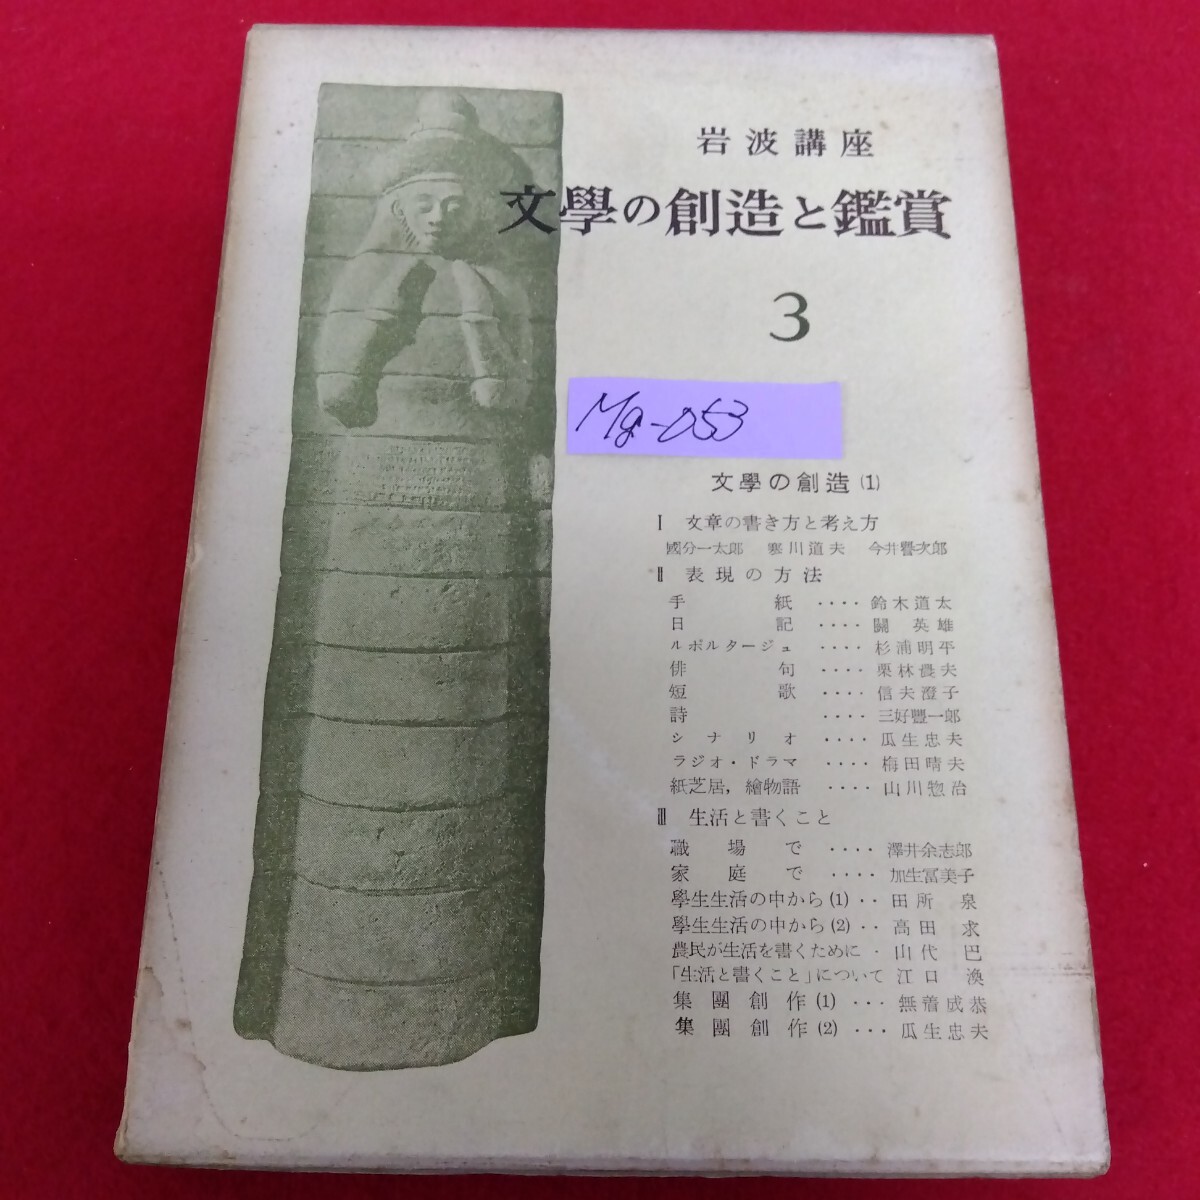 岩波講座
文學の創造と鑑賞
3
Mg-053
文學の創造 (1)
I 文章の書き方と考え方
國分一太郎 寒川道夫 今井譽次郎
II 表現の方法
手紙 ････ 鈴木道太
日記 ････ 關英雄
ルポルタージュ ････ 杉浦明平
俳句 ････ 栗林農夫
短歌 ････ 信夫澄子
詩 ････ 三好豐一郎
シナリオ ････ 瓜生忠夫
ラジオ・ドラマ ････ 梅田晴夫
紙芝居，繪物語 ････ 山川惣治
III 生活と書くこと
職場で ････ 澤井余志郎
家庭で ････ 加生富美子
學生生活の中から (1) ･･ 田所泉
學生生活の中から (2) ･･ 高田求
農民が生活を書くために ･ 山代巴
「生活と書くこと」について 江口渙
集團創作 (1) ･･･ 無着成恭
集團創作 (2) ･･･ 瓜生忠夫